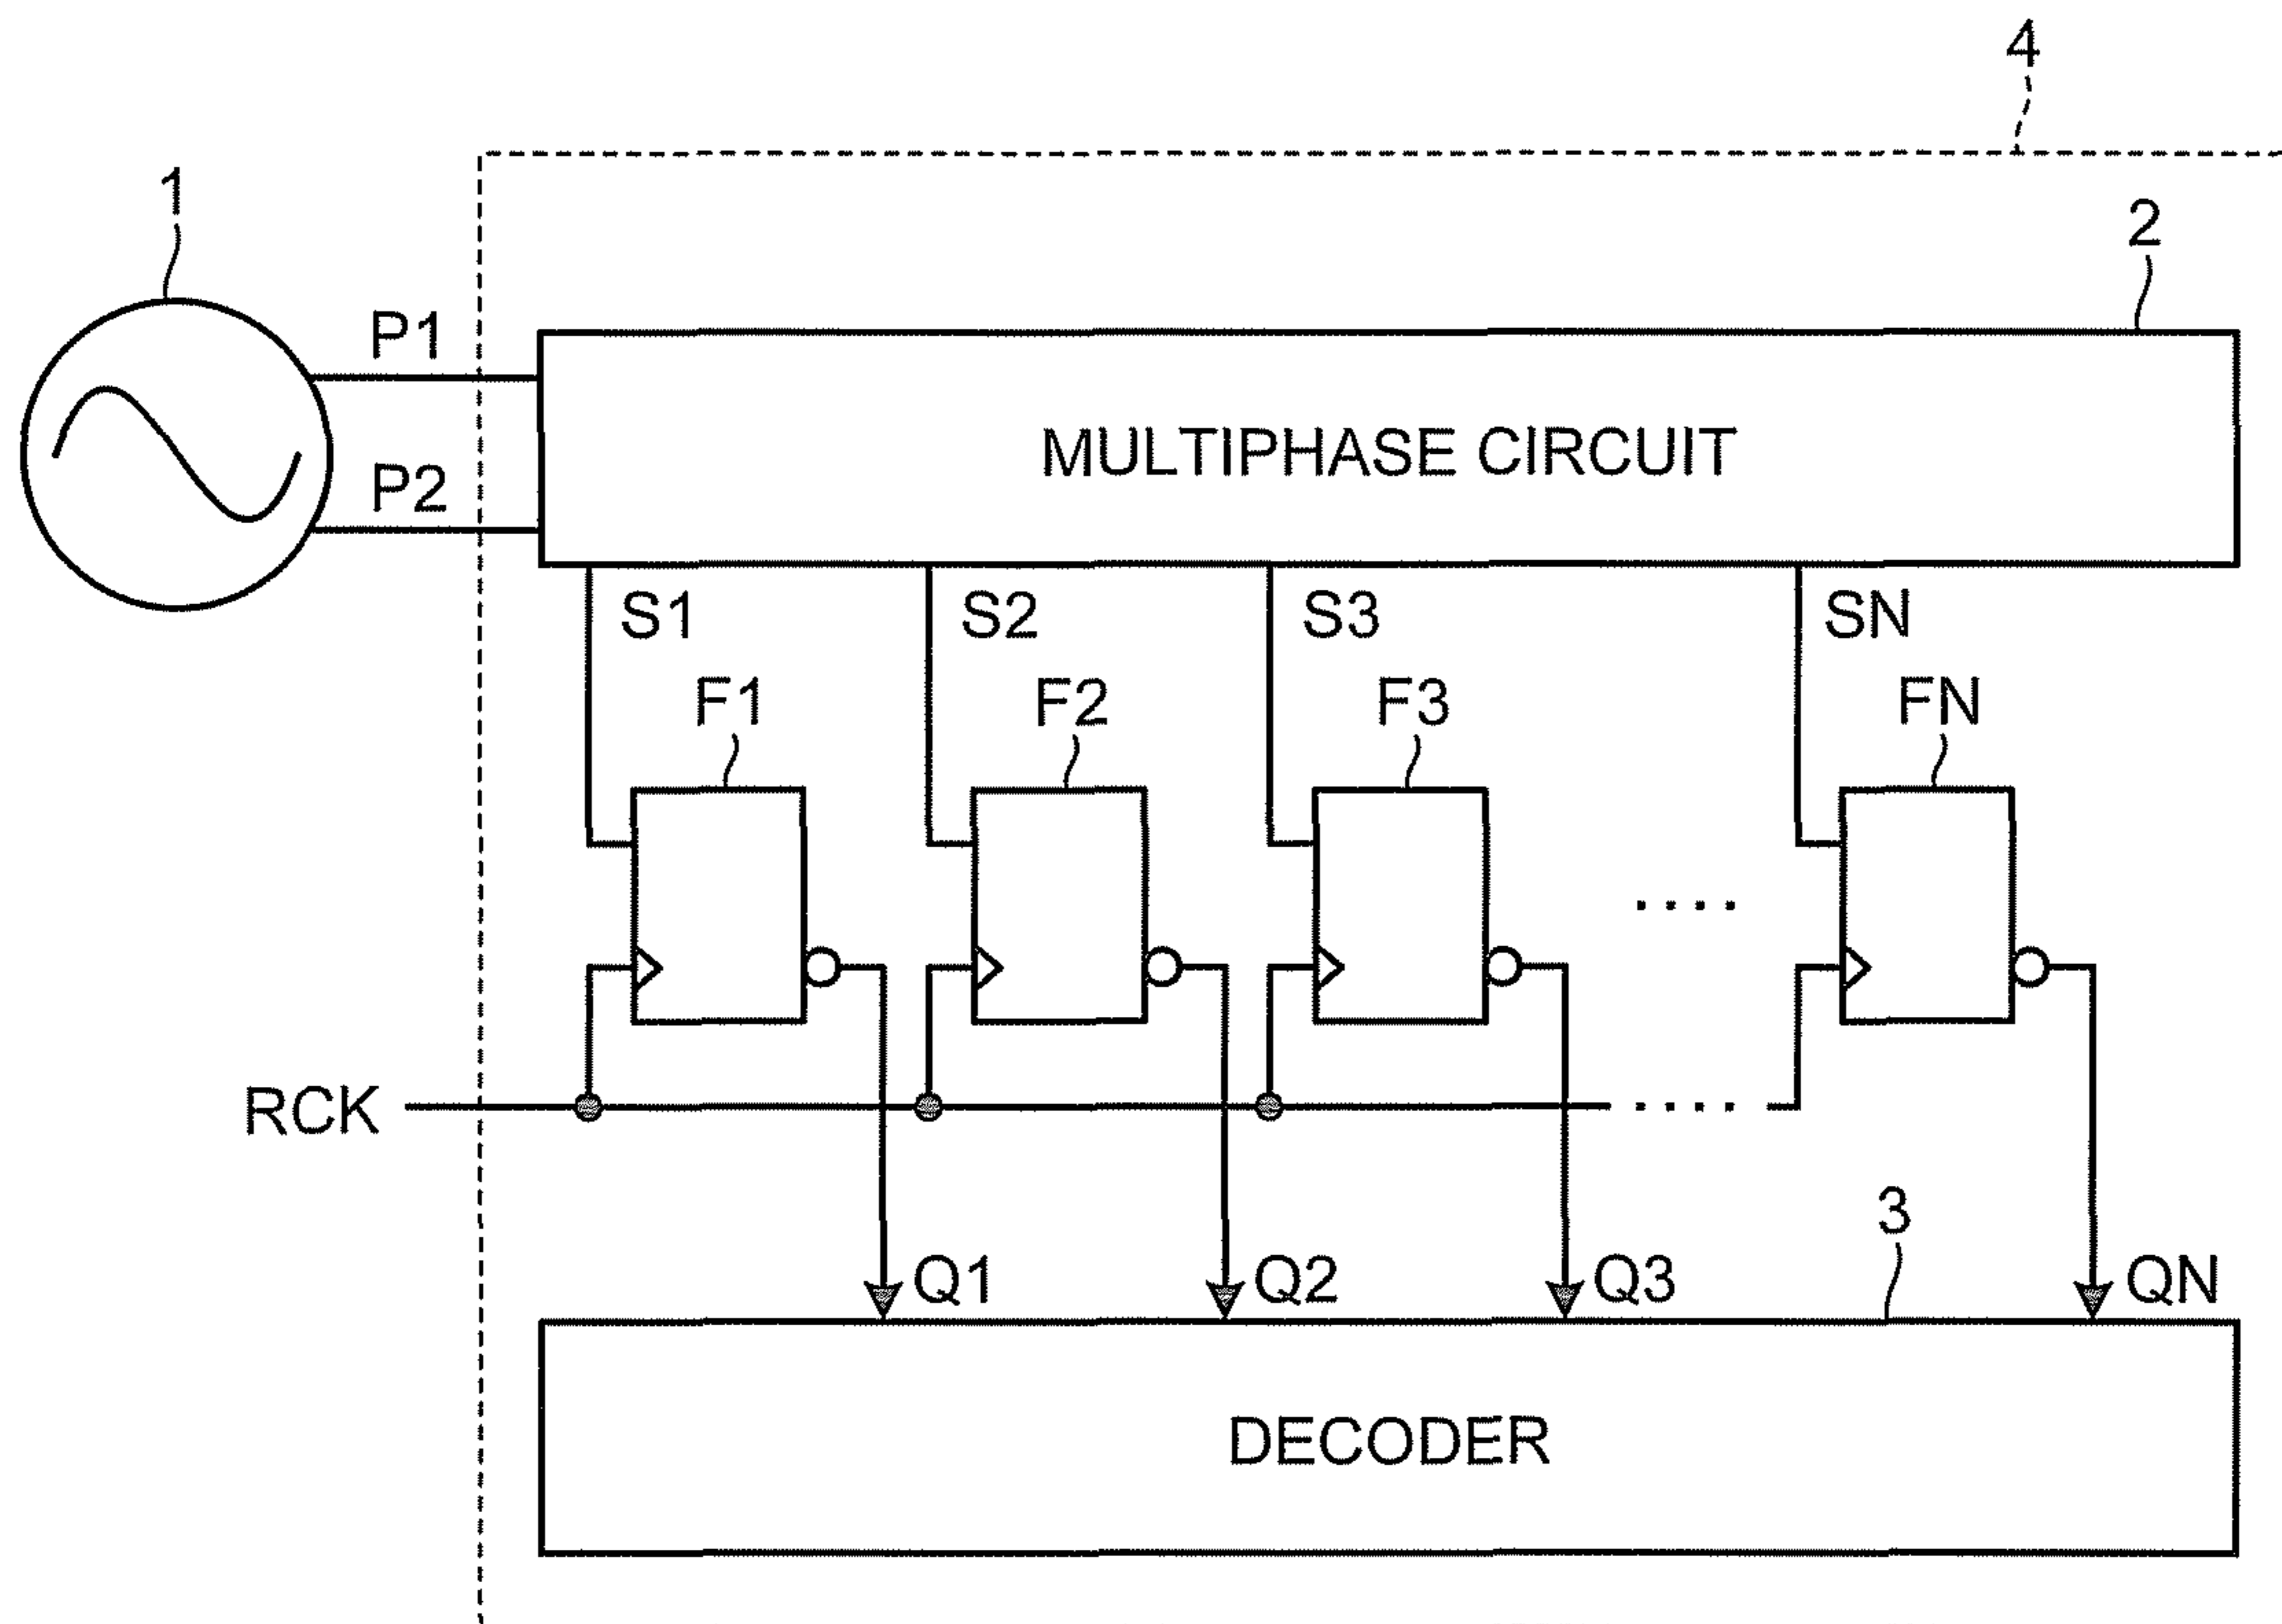 4
1
2
P1
MULTIPHASE CIRCUIT
P2
S1 S2 S3 SN
F1 F2 F3 FN
RCK
3
Q1 Q2 Q3 QN
DECODER